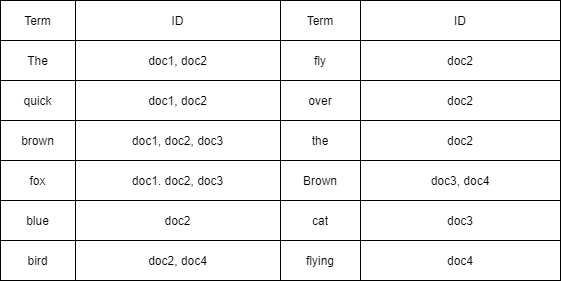 Term ID Term ID
The doc1, doc2 fly doc2
quick doc1, doc2 over doc2
brown doc1, doc2, doc3 the doc2
fox doc1. doc2, doc3 Brown doc3, doc4
blue doc2 cat doc3
bird doc2, doc4 flying doc4